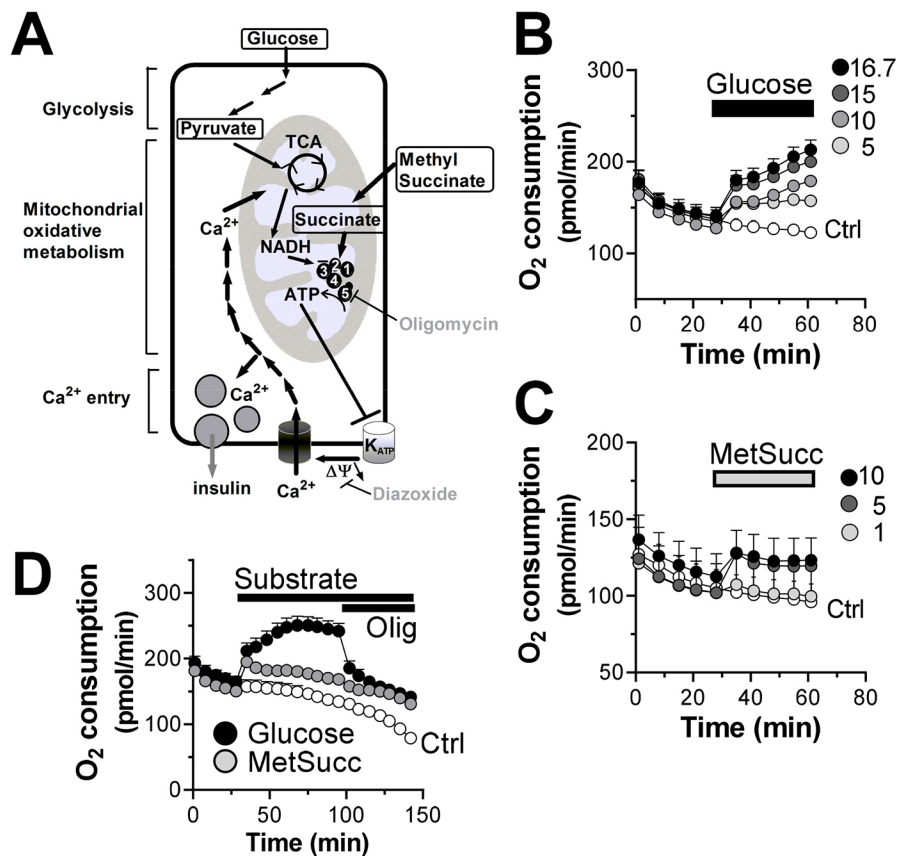 A
Glucose
Glycolysis
Pyruvate
TCA
Methyl
Succinate
Mitochondrial
oxidative
metabolism
Ca2+
Succinate
NADH
3 2 1
4
5
ATP
Oligomycin
Ca2+ entry
Ca2+
KATP
ΔΨ
insulin
Ca2+
Diazoxide
B
O2 consumption
(pmol/min)
300
200
100
0 20 40 60 80
Time (min)
Glucose
16.7
15
10
5
Ctrl
C
O2 consumption
(pmol/min)
200
150
100
50
0 20 40 60 80
Time (min)
MetSucc
10
5
1
Ctrl
D
O2 consumption
(pmol/min)
300
200
100
0
0 50 100 150
Time (min)
Substrate
Olig
Glucose
MetSucc
Ctrl